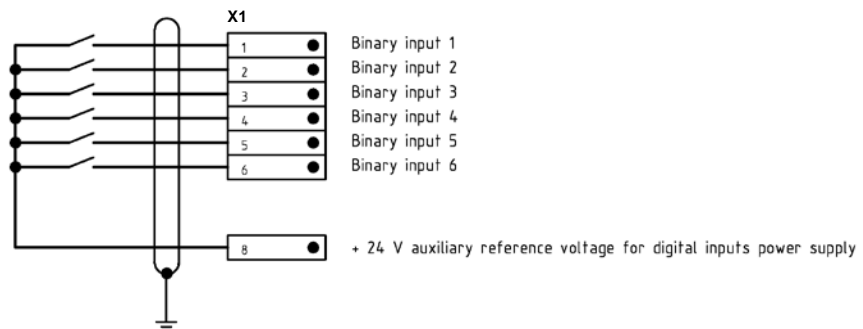 X1
1 Binary input 1
2 Binary input 2
3 Binary input 3
4 Binary input 4
5 Binary input 5
6 Binary input 6
8 + 24 V auxiliary reference voltage for digital inputs power supply